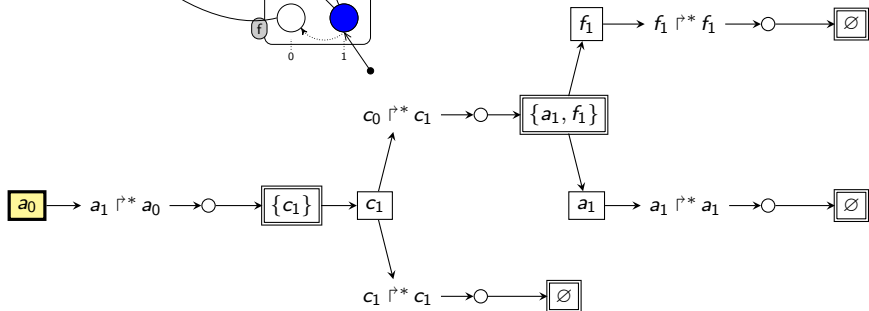 f
0 1
f₁ f₁ ↱* f₁ ∅
c₀ ↱* c₁ {a₁, f₁}
a₀ a₁ ↱* a₀ {c₁} c₁ a₁ a₁ ↱* a₁ ∅
c₁ ↱* c₁ ∅